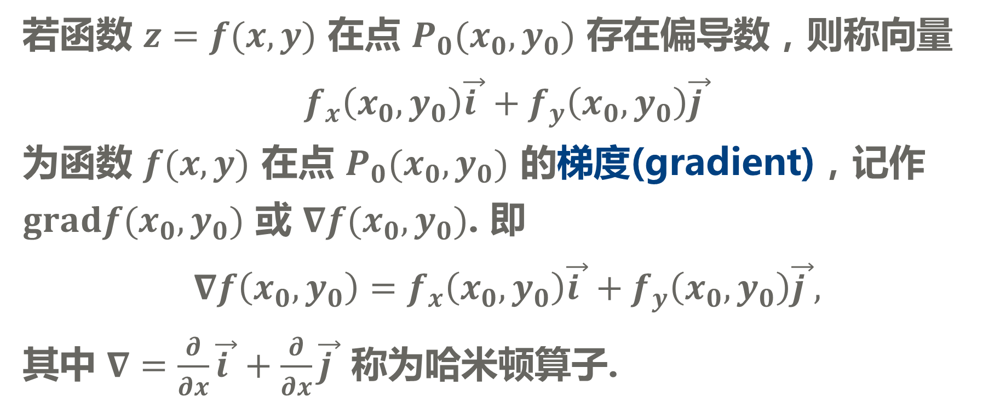 若函数 $z = f(x, y)$ 在点 $P_0(x_0, y_0)$ 存在偏导数，则称向量
$f_x(x_0, y_0)\vec{i} + f_y(x_0, y_0)\vec{j}$
为函数 $f(x, y)$ 在点 $P_0(x_0, y_0)$ 的梯度(gradient)，记作
$\mathrm{grad}f(x_0, y_0)$ 或 $\nabla f(x_0, y_0)$. 即
$\nabla f(x_0, y_0) = f_x(x_0, y_0)\vec{i} + f_y(x_0, y_0)\vec{j},$
其中 $\nabla = \frac{\partial}{\partial x}\vec{i} + \frac{\partial}{\partial x}\vec{j}$ 称为哈米顿算子.